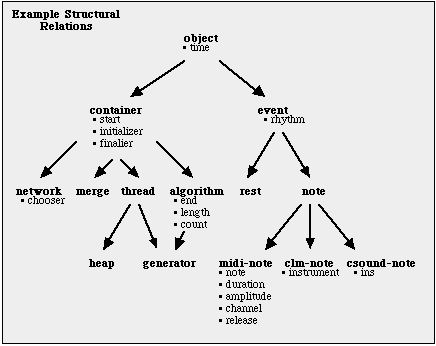 Example Structural
Relations
object
▪ time
container
▪ start
▪ initializer
▪ finalier
event
▪ rhythm
network
▪ chooser
merge
thread
algorithm
▪ end
▪ length
▪ count
rest
note
heap
generator
midi-note
▪ note
▪ duration
▪ amplitude
▪ channel
▪ release
clm-note
▪ instrument
csound-note
▪ ins